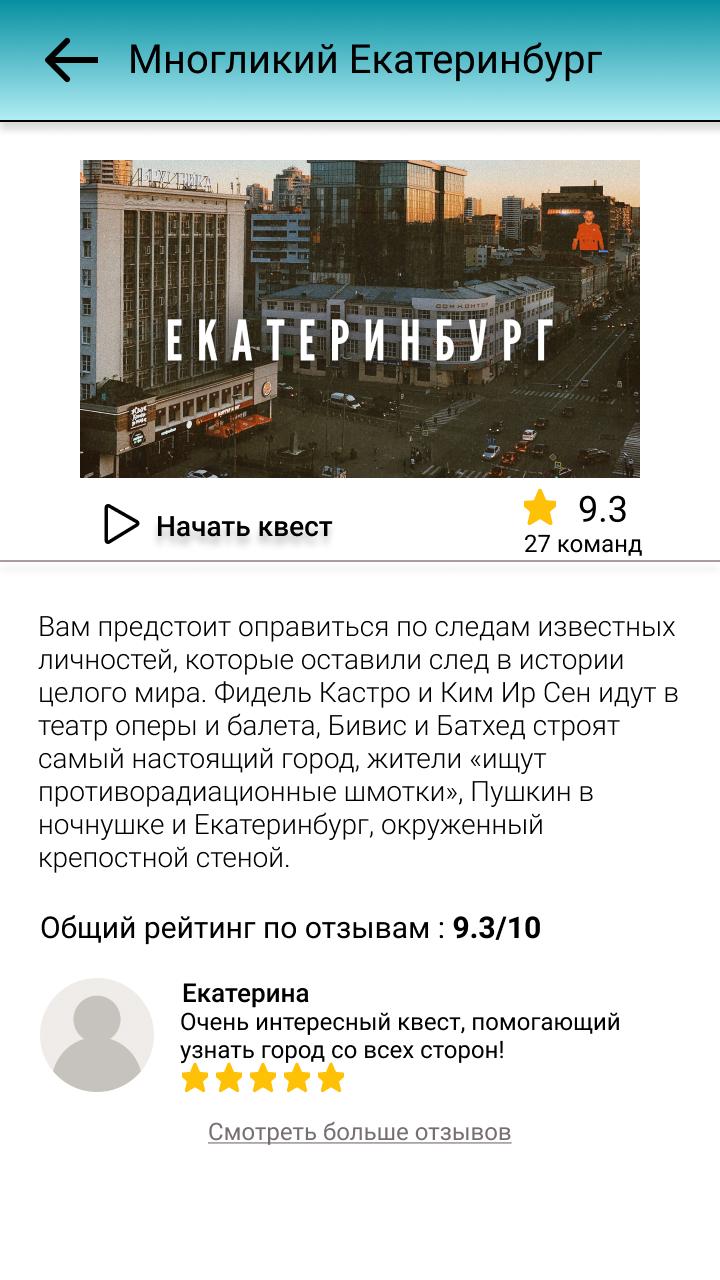 Многликий Екатеринбург
ЕКАТЕРИНБУРГ
Начать квест
9.3
27 команд
Вам предстоит оправиться по следам известных
личностей, которые оставили след в истории
целого мира. Фидель Кастро и Ким Ир Сен идут в
театр оперы и балета, Бивис и Батхед строят
самый настоящий город, жители «ищут
противорадиационные шмотки», Пушкин в
ночнушке и Екатеринбург, окруженный
крепостной стеной.
Общий рейтинг по отзывам : 9.3/10
Екатерина
Очень интересный квест, помогающий
узнать город со всех сторон!
Смотреть больше отзывов